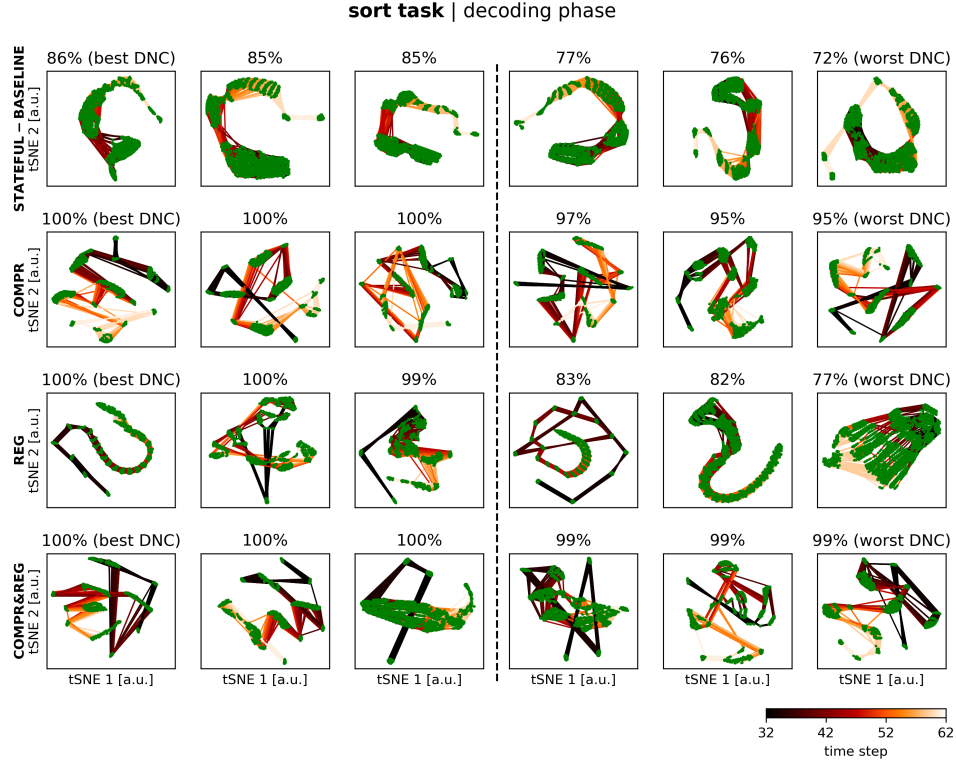 sort task | decoding phase
STATEFUL – BASELINE
tSNE 2 [a.u.]
86% (best DNC) 85% 85% 77% 76% 72% (worst DNC)
COMPR
tSNE 2 [a.u.]
100% (best DNC) 100% 100% 97% 95% 95% (worst DNC)
REG
tSNE 2 [a.u.]
100% (best DNC) 100% 99% 83% 82% 77% (worst DNC)
COMPR&REG
tSNE 2 [a.u.]
100% (best DNC) 100% 100% 99% 99% 99% (worst DNC)
tSNE 1 [a.u.] tSNE 1 [a.u.] tSNE 1 [a.u.] tSNE 1 [a.u.] tSNE 1 [a.u.] tSNE 1 [a.u.]
32 42 52 62
time step